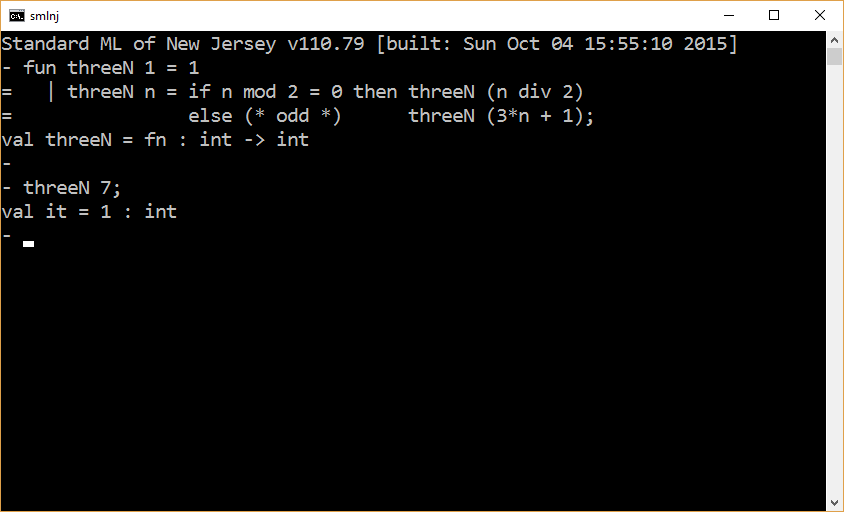 smlnj
Standard ML of New Jersey v110.79 [built: Sun Oct 04 15:55:10 2015]
- fun threeN 1 = 1
=   | threeN n = if n mod 2 = 0 then threeN (n div 2)
=                else (* odd *)      threeN (3*n + 1);
val threeN = fn : int -> int
-
- threeN 7;
val it = 1 : int
-